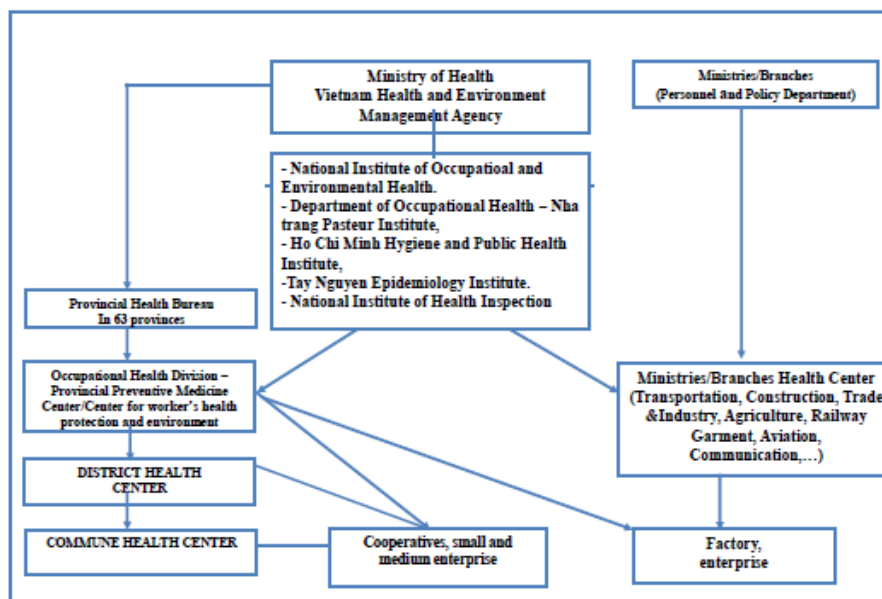 Ministry of Health
Vietnam Health and Environment
Management Agency
Ministries/Branches
(Personnel and Policy Department)
- National Institute of Occupatioal and
Environmental Health.
- Department of Occupational Health – Nha
trang Pasteur Institute,
- Ho Chi Minh Hygiene and Public Health
Institute,
-Tay Nguyen Epidemiology Institute.
- National Institute of Health Inspection
Provincial Health Bureau
In 63 provinces
Occupational Health Division –
Provincial Preventive Medicine
Center/Center for worker's health
protection and environment
Ministries/Branches Health Center
(Transportation, Construction, Trade
&Industry, Agriculture, Railway
Garment, Aviation,
Communication,…)
DISTRICT HEALTH
CENTER
COMMUNE HEALTH CENTER
Cooperatives, small and
medium enterprise
Factory,
enterprise